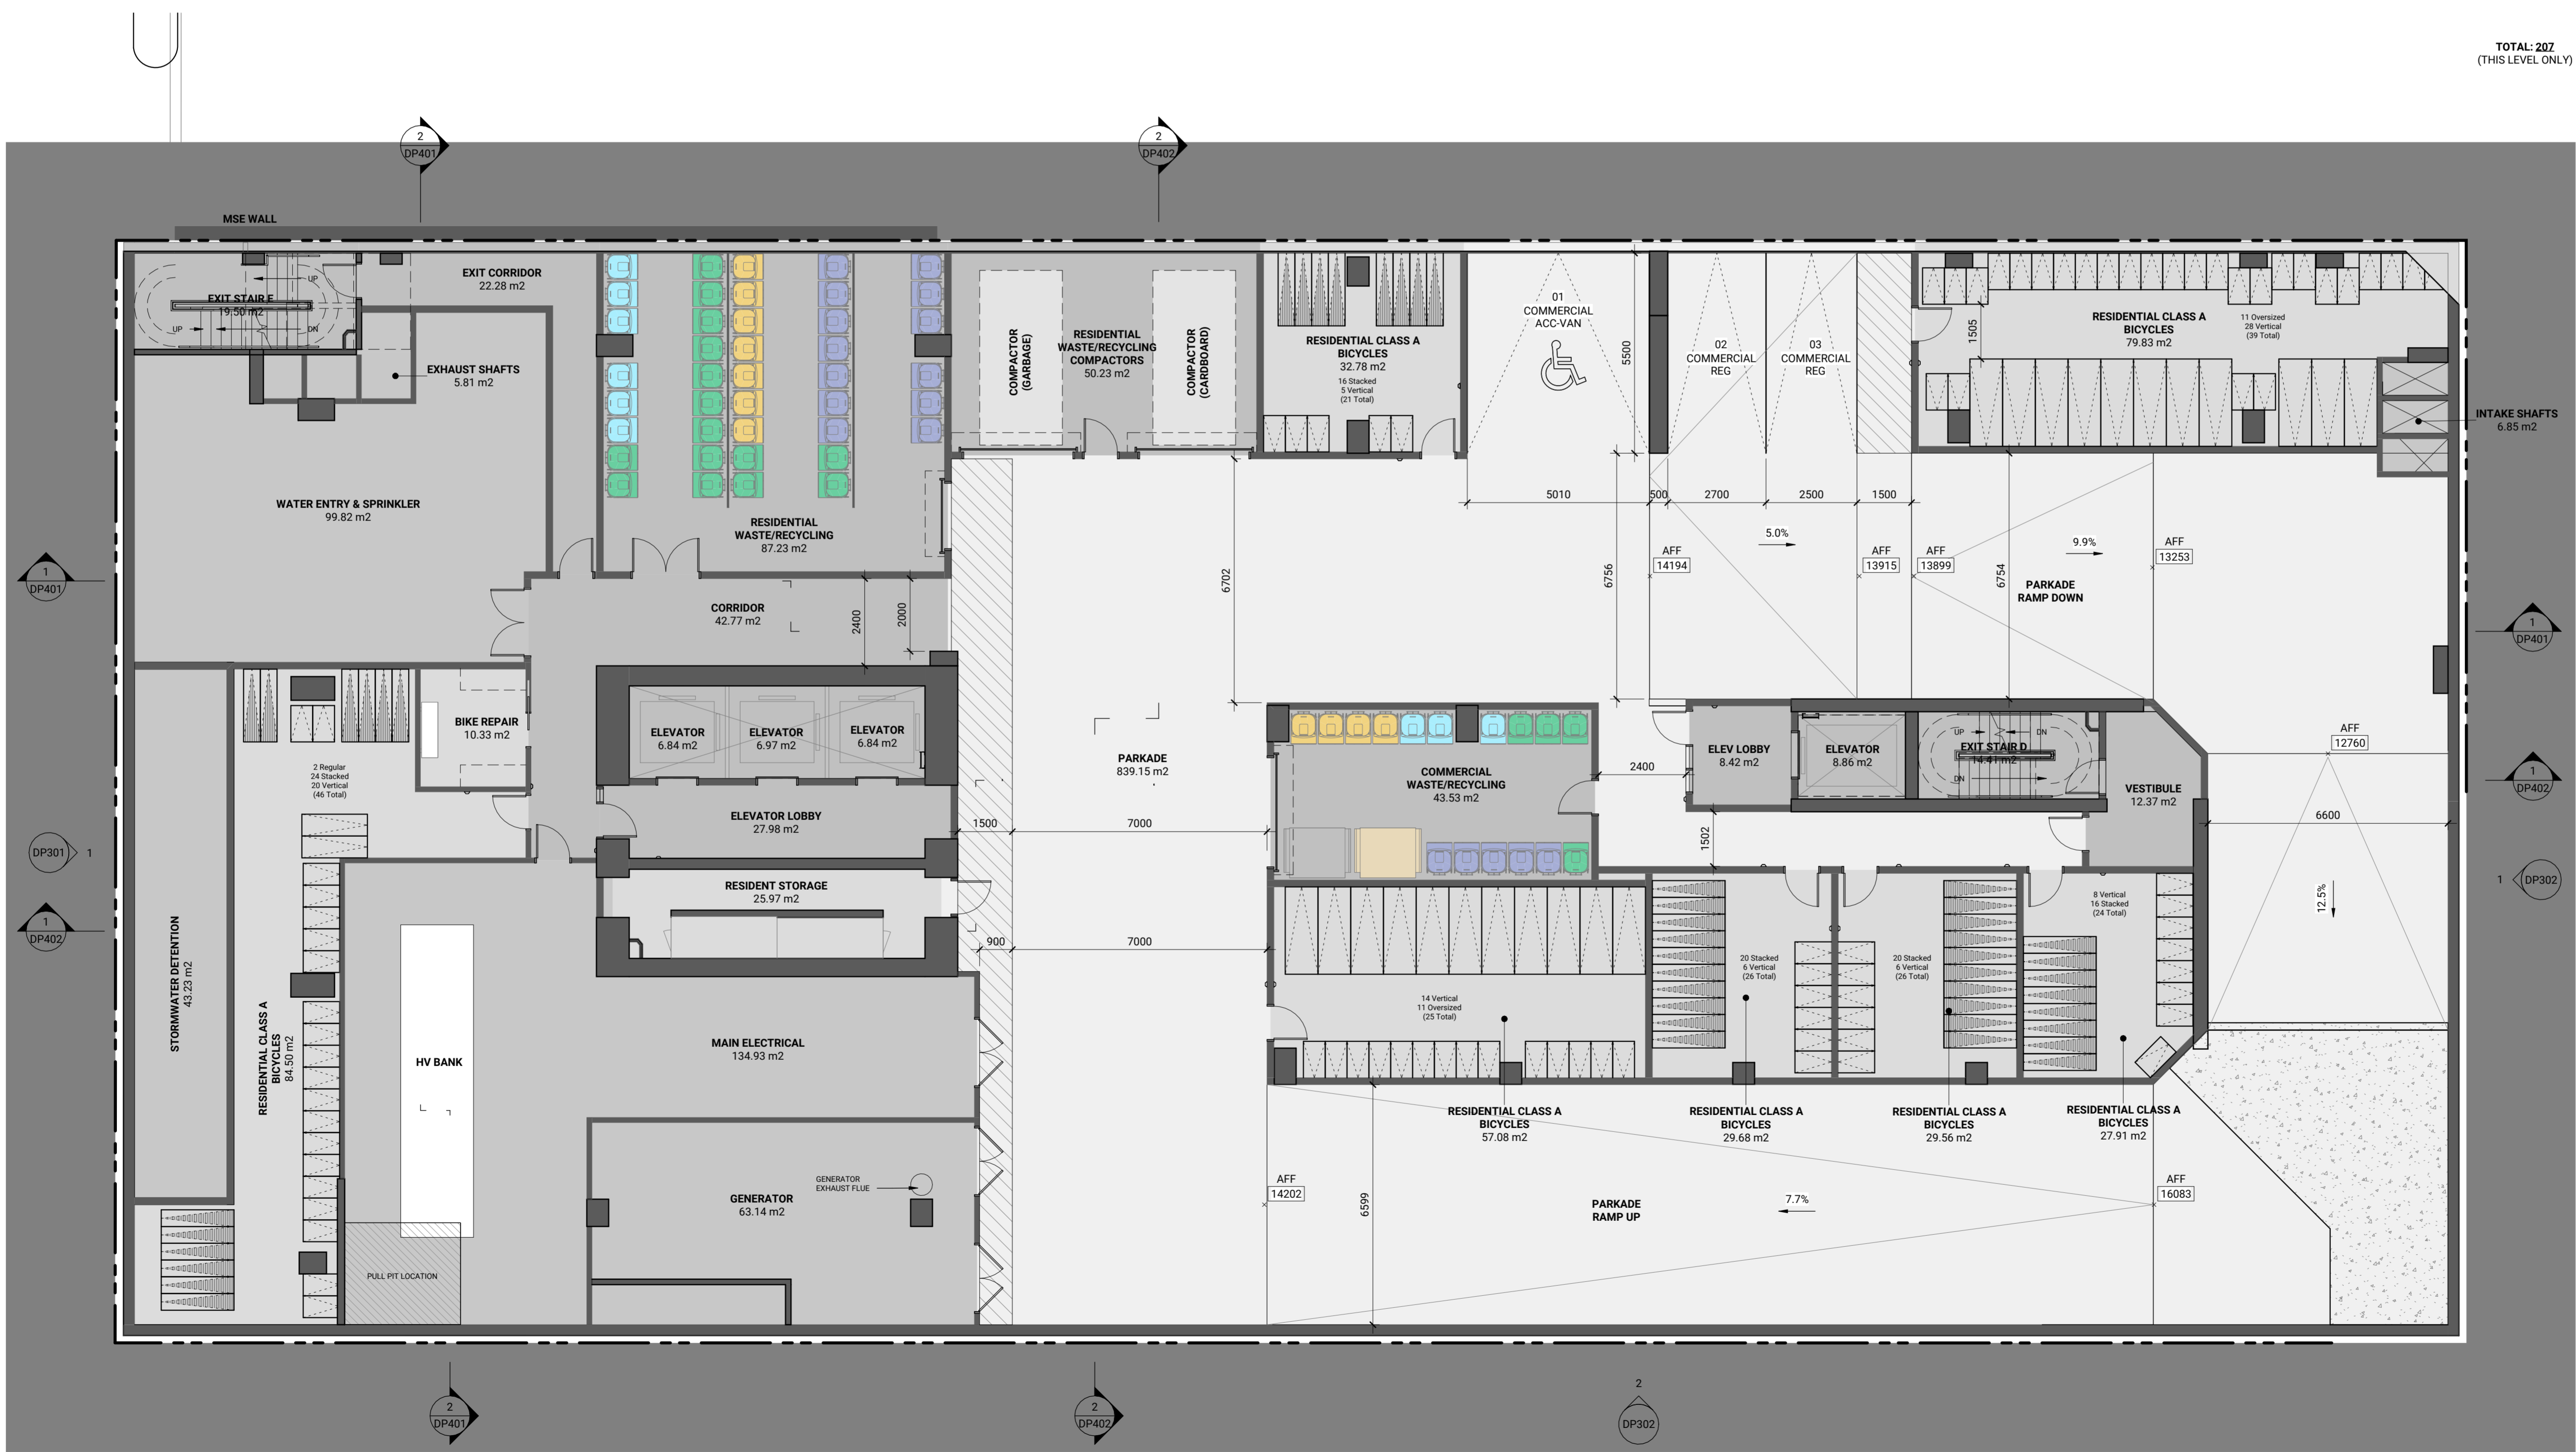 TOTAL: 207
(THIS LEVEL ONLY)
2
DP401
2
DP402
MSE WALL
EXIT STAIR E
19.50 m2
UP
UP
DN
EXIT CORRIDOR
22.28 m2
EXHAUST SHAFTS
5.81 m2
WATER ENTRY & SPRINKLER
99.82 m2
RESIDENTIAL
WASTE/RECYCLING
87.23 m2
COMPACTOR
(GARBAGE)
RESIDENTIAL
WASTE/RECYCLING
COMPACTORS
50.23 m2
COMPACTOR
(CARDBOARD)
RESIDENTIAL CLASS A
BICYCLES
32.78 m2
16 Stacked
5 Vertical
(21 Total)
01
COMMERCIAL
ACC-VAN
5500
02
COMMERCIAL
REG
03
COMMERCIAL
REG
1505
RESIDENTIAL CLASS A
BICYCLES
79.83 m2
11 Oversized
28 Vertical
(39 Total)
INTAKE SHAFTS
6.85 m2
5010
500
2700
2500
1500
5.0%
9.9%
AFF
14194
AFF
13915
AFF
13899
AFF
13253
6702
6756
6754
PARKADE
RAMP DOWN
1
DP401
1
DP401
CORRIDOR
42.77 m2
2400
2000
BIKE REPAIR
10.33 m2
2 Regular
24 Stacked
20 Vertical
(46 Total)
ELEVATOR
6.84 m2
ELEVATOR
6.97 m2
ELEVATOR
6.84 m2
ELEVATOR LOBBY
27.98 m2
PARKADE
839.15 m2
COMMERCIAL
WASTE/RECYCLING
43.53 m2
2400
ELEV LOBBY
8.42 m2
ELEVATOR
8.86 m2
EXIT STAIR D
14.41 m2
UP
DN
DN
VESTIBULE
12.37 m2
AFF
12760
1
DP402
1500
7000
1502
6600
DP301
1
1
DP302
RESIDENT STORAGE
25.97 m2
1
DP402
900
7000
12.5%
STORMWATER DETENTION
43.23 m2
RESIDENTIAL CLASS A
BICYCLES
84.50 m2
HV BANK
MAIN ELECTRICAL
134.93 m2
14 Vertical
11 Oversized
(25 Total)
20 Stacked
6 Vertical
(26 Total)
20 Stacked
6 Vertical
(26 Total)
8 Vertical
16 Stacked
(24 Total)
RESIDENTIAL CLASS A
BICYCLES
57.08 m2
RESIDENTIAL CLASS A
BICYCLES
29.68 m2
RESIDENTIAL CLASS A
BICYCLES
29.56 m2
RESIDENTIAL CLASS A
BICYCLES
27.91 m2
GENERATOR
EXHAUST FLUE
GENERATOR
63.14 m2
AFF
14202
6599
PARKADE
RAMP UP
7.7%
AFF
16083
PULL PIT LOCATION
2
DP401
2
DP402
2
DP302